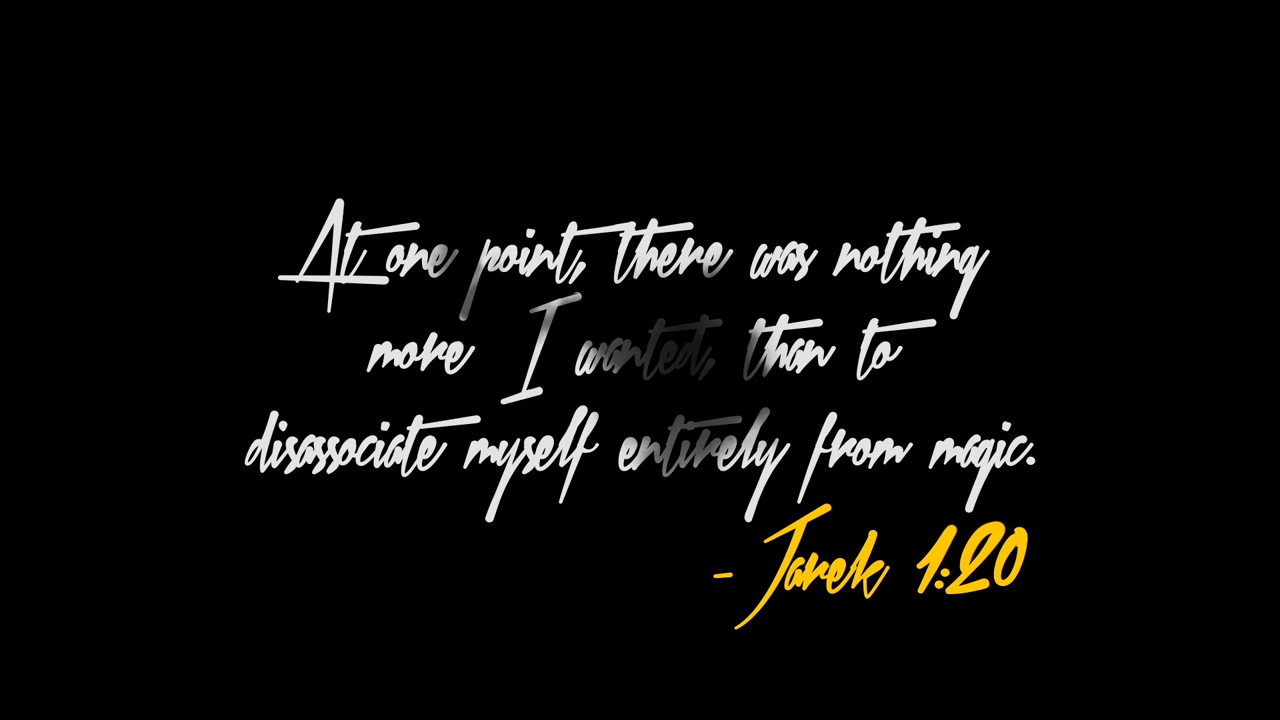 At one point, there was nothing
more I wanted, than to
disassociate myself entirely from magic.
- Jarek 1:20